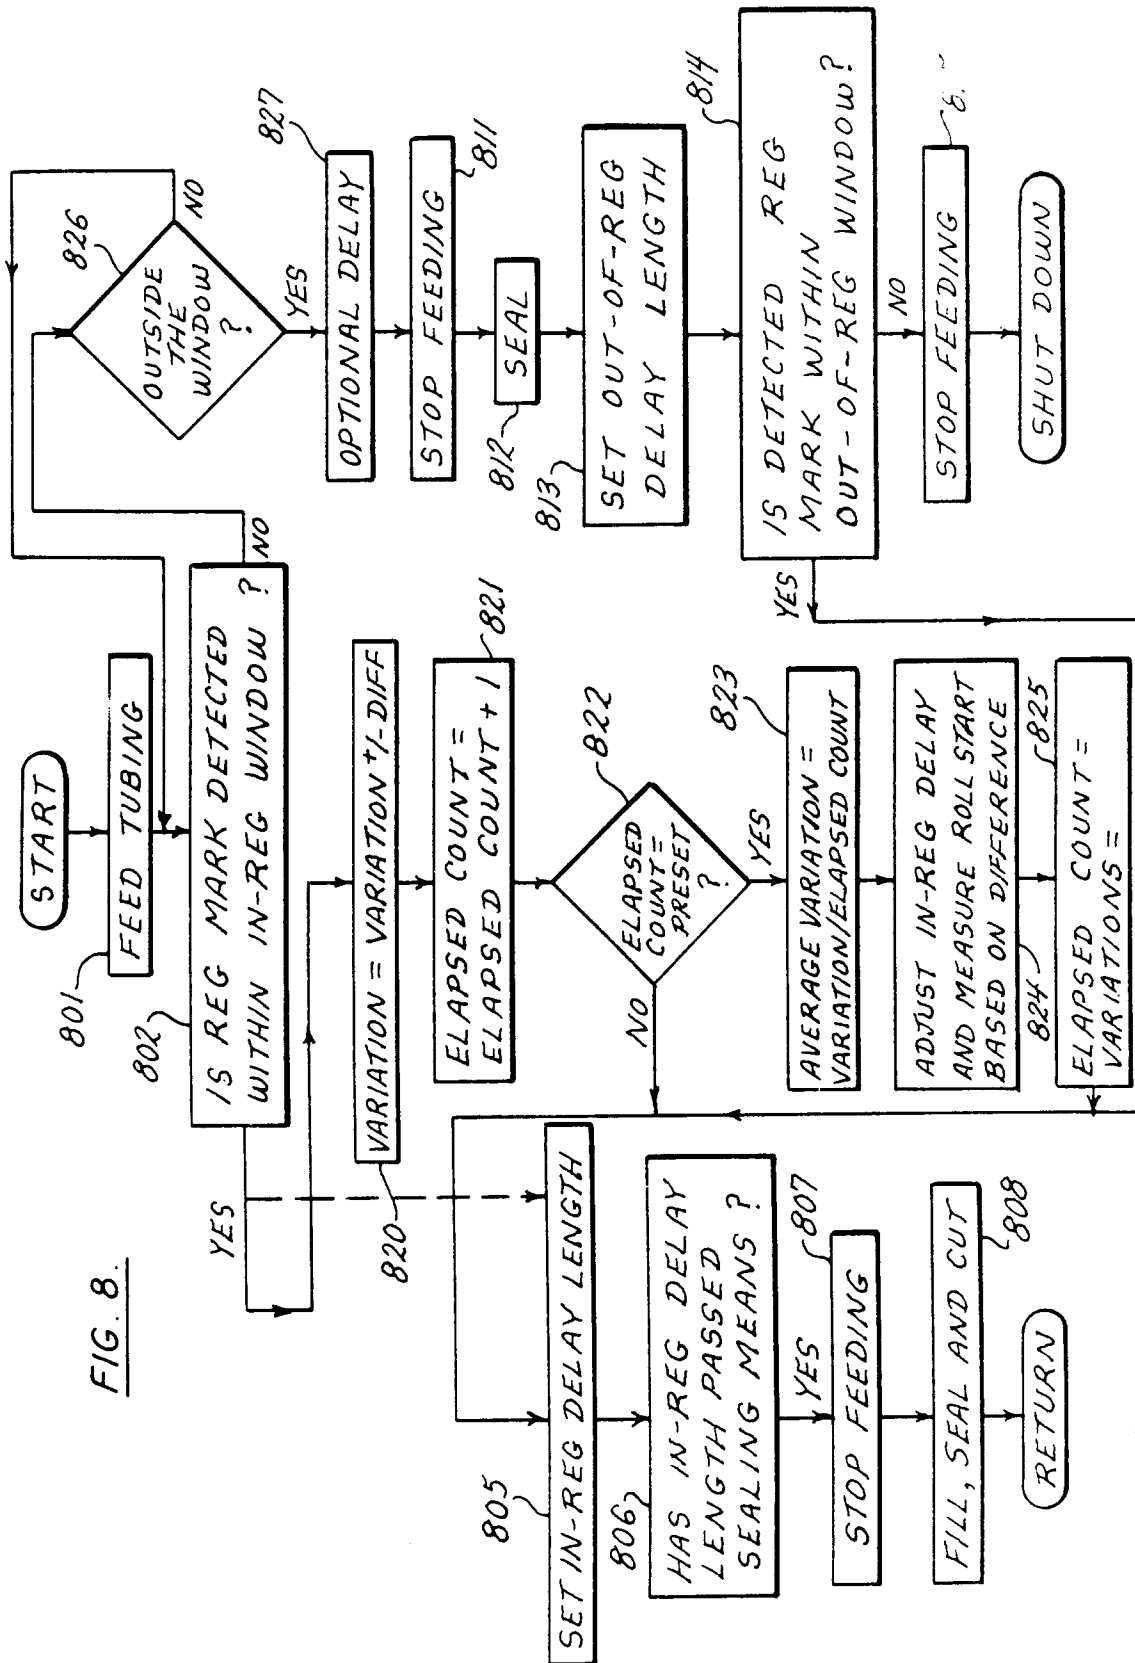 FIG. 8.
START
801
FEED TUBING
802
IS REG MARK DETECTED
WITHIN IN-REG WINDOW ?
YES
NO
826
OUTSIDE
THE
WINDOW
?
NO
YES
827
OPTIONAL DELAY
STOP FEEDING
811
812
SEAL
813
SET OUT-OF-REG
DELAY LENGTH
814
IS DETECTED REG
MARK WITHIN
OUT-OF-REG WINDOW?
YES
NO
STOP FEEDING
SHUT DOWN
820
VARIATION = VARIATION +/- DIFF
ELAPSED COUNT =
ELAPSED COUNT + 1
821
822
ELAPSED
COUNT =
PRESET
?
NO
YES
823
AVERAGE VARIATION =
VARIATION/ELAPSED COUNT
ADJUST IN-REG DELAY
AND MEASURE ROLL START
BASED ON DIFFERENCE
824
825
ELAPSED COUNT =
VARIATIONS =
805
SET IN-REG DELAY LENGTH
806
HAS IN-REG DELAY
LENGTH PASSED
SEALING MEANS ?
YES
807
STOP FEEDING
FILL, SEAL AND CUT
808
RETURN